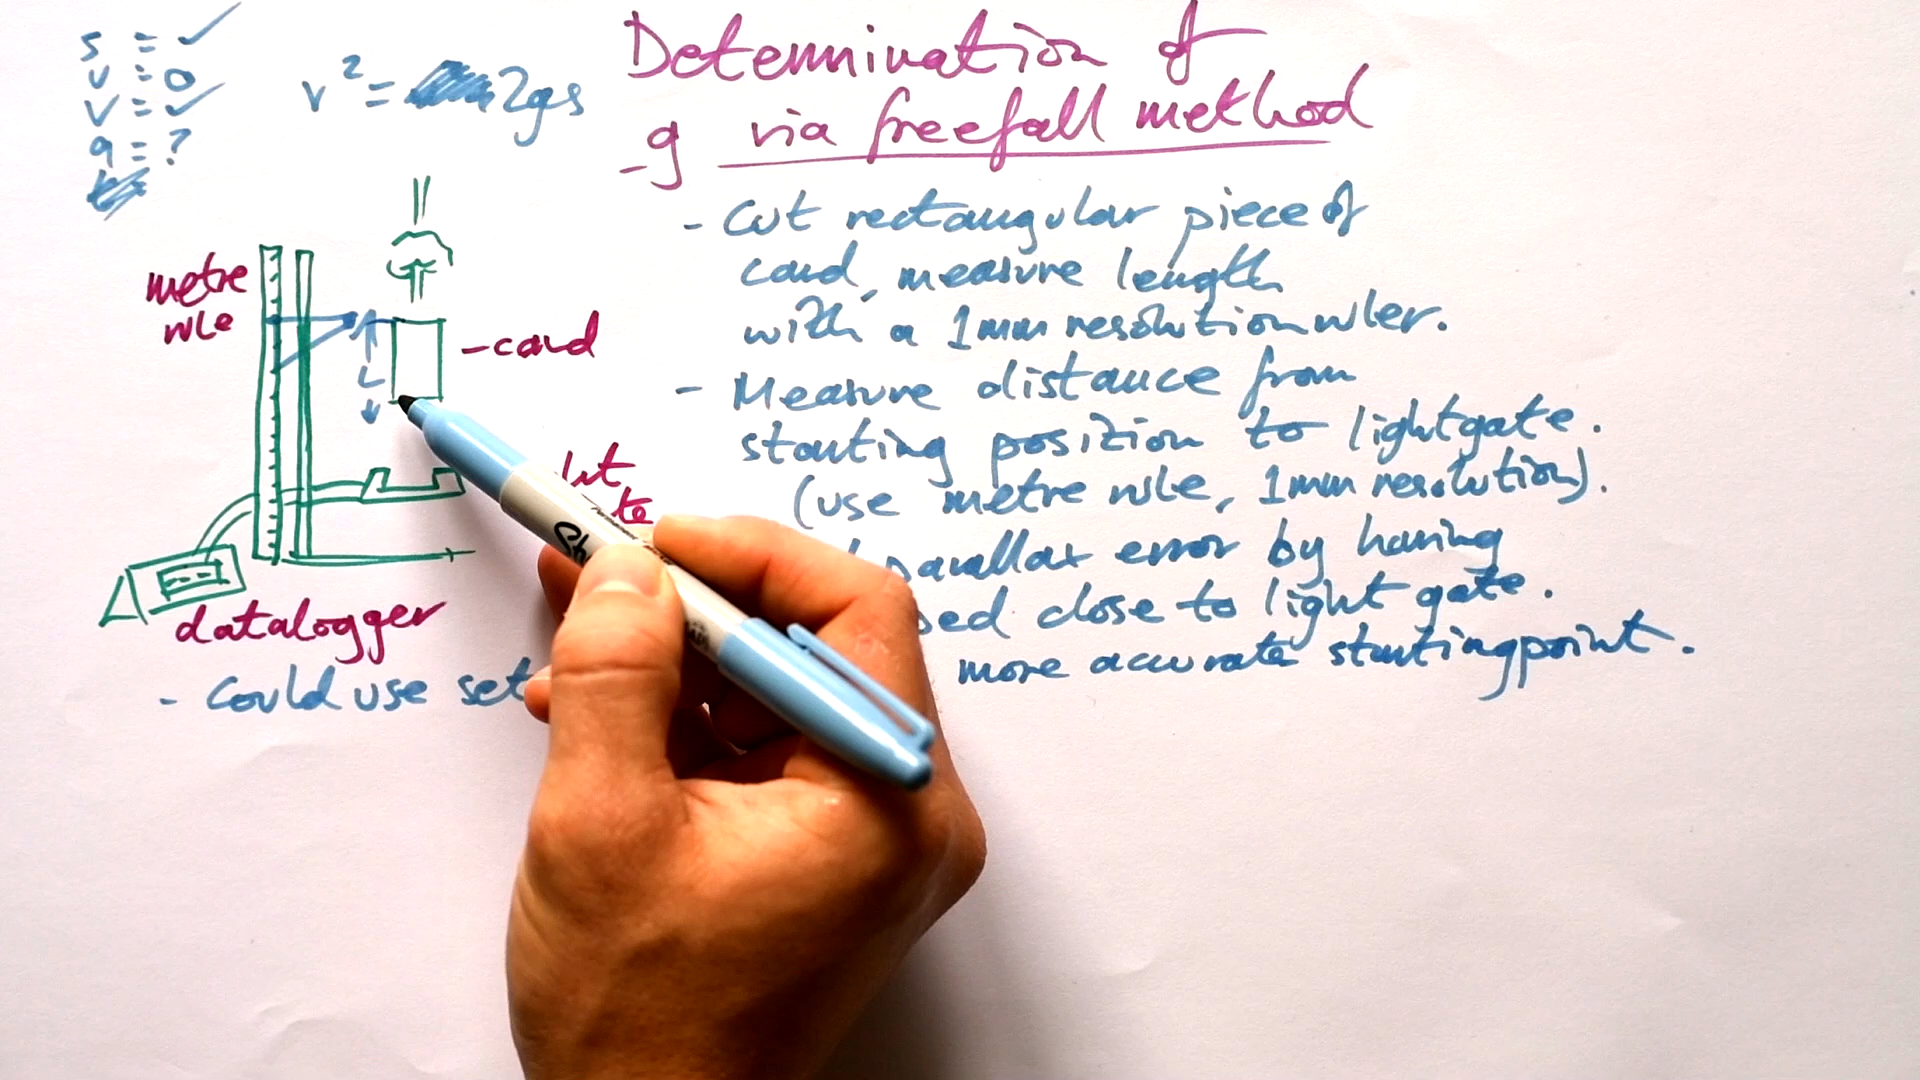 s = ✓
u = 0
v = ✓
a = ?
v² = 2gs
Determination of
g via freefall method
- Cut rectangular piece of
card, measure length
with a 1mm resolution ruler.
- Measure distance from
starting position to lightgate.
(use metre rule, 1mm resolution).
parallax error by having
close to light gate.
more accurate starting point.
metre
rule
- card
L
datalogger
- Could use set